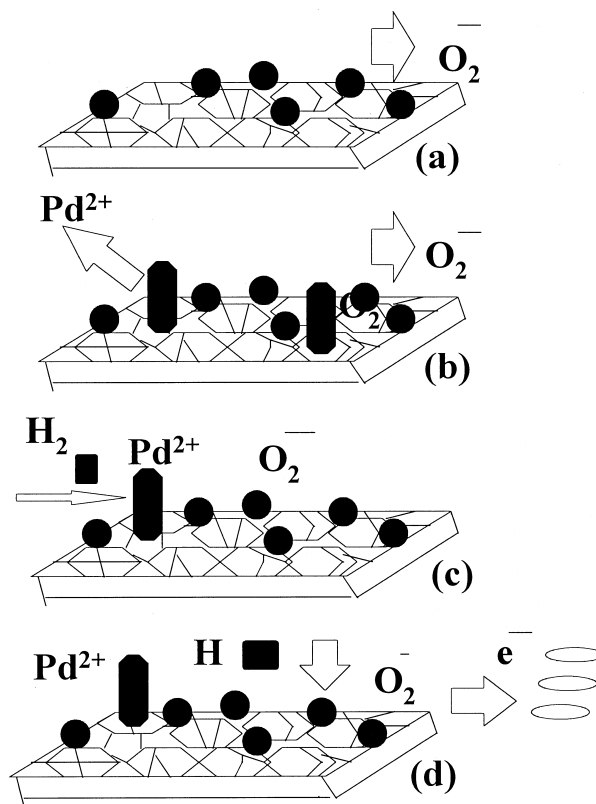 O₂⁻
(a)
Pd²⁺
O₂⁻
O₂
(b)
H₂
Pd²⁺
O₂⁻
(c)
Pd²⁺
H
O₂⁻
e⁻
(d)